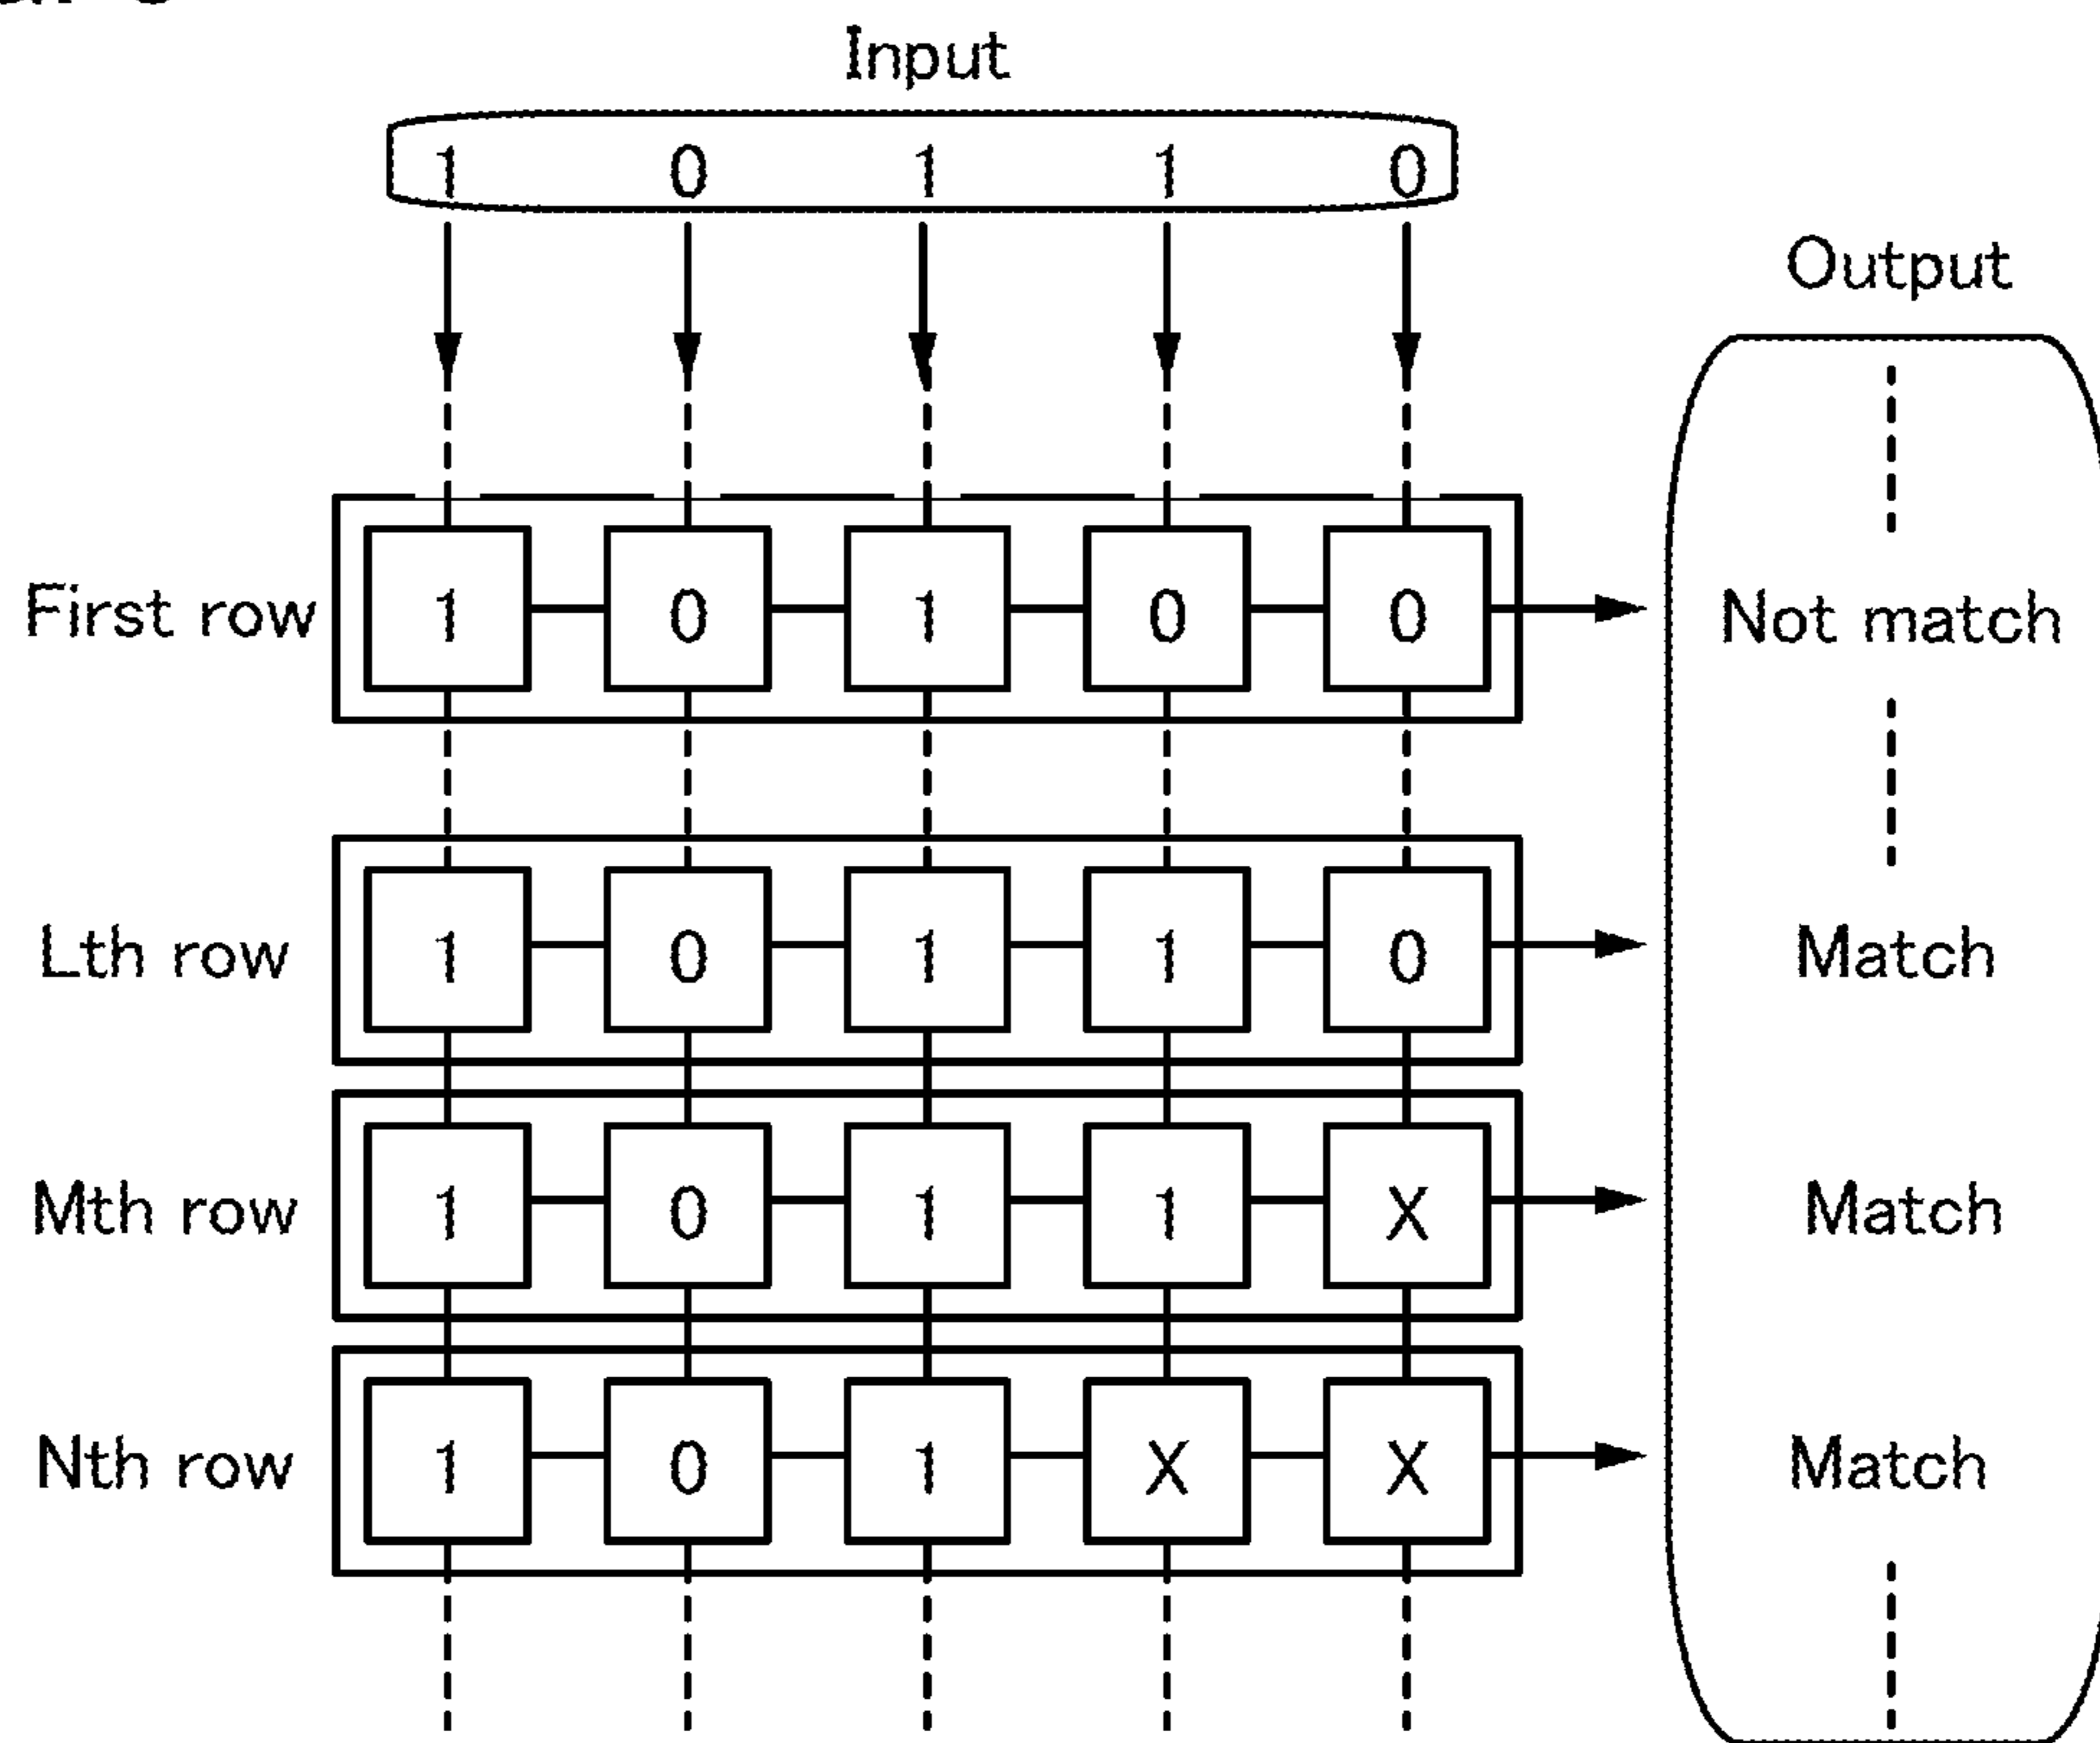 Input
1 0 1 1 0
Output
First row 1 0 1 0 0 Not match
Lth row 1 0 1 1 0 Match
Mth row 1 0 1 1 X Match
Nth row 1 0 1 X X Match